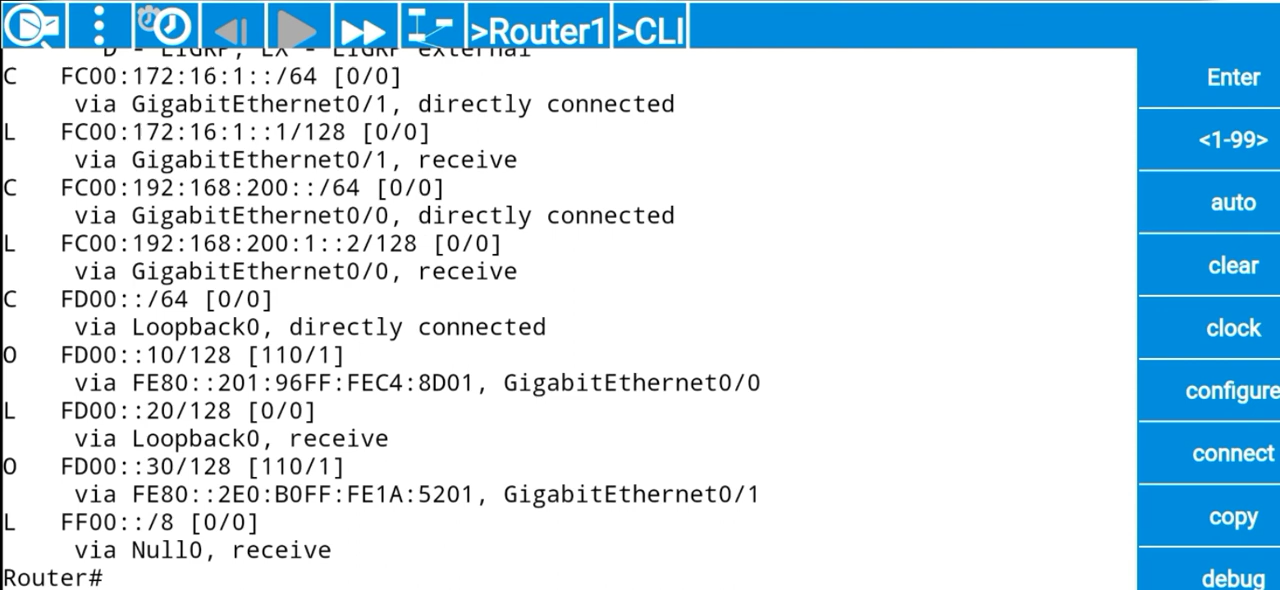 >Router1 >CLI
D - EIGRP, EX - EIGRP external
C   FC00:172:16:1::/64 [0/0]
     via GigabitEthernet0/1, directly connected
L   FC00:172:16:1::1/128 [0/0]
     via GigabitEthernet0/1, receive
C   FC00:192:168:200::/64 [0/0]
     via GigabitEthernet0/0, directly connected
L   FC00:192:168:200:1::2/128 [0/0]
     via GigabitEthernet0/0, receive
C   FD00::/64 [0/0]
     via Loopback0, directly connected
O   FD00::10/128 [110/1]
     via FE80::201:96FF:FEC4:8D01, GigabitEthernet0/0
L   FD00::20/128 [0/0]
     via Loopback0, receive
O   FD00::30/128 [110/1]
     via FE80::2E0:B0FF:FE1A:5201, GigabitEthernet0/1
L   FF00::/8 [0/0]
     via Null0, receive
Router#
Enter
<1-99>
auto
clear
clock
configure
connect
copy
debug